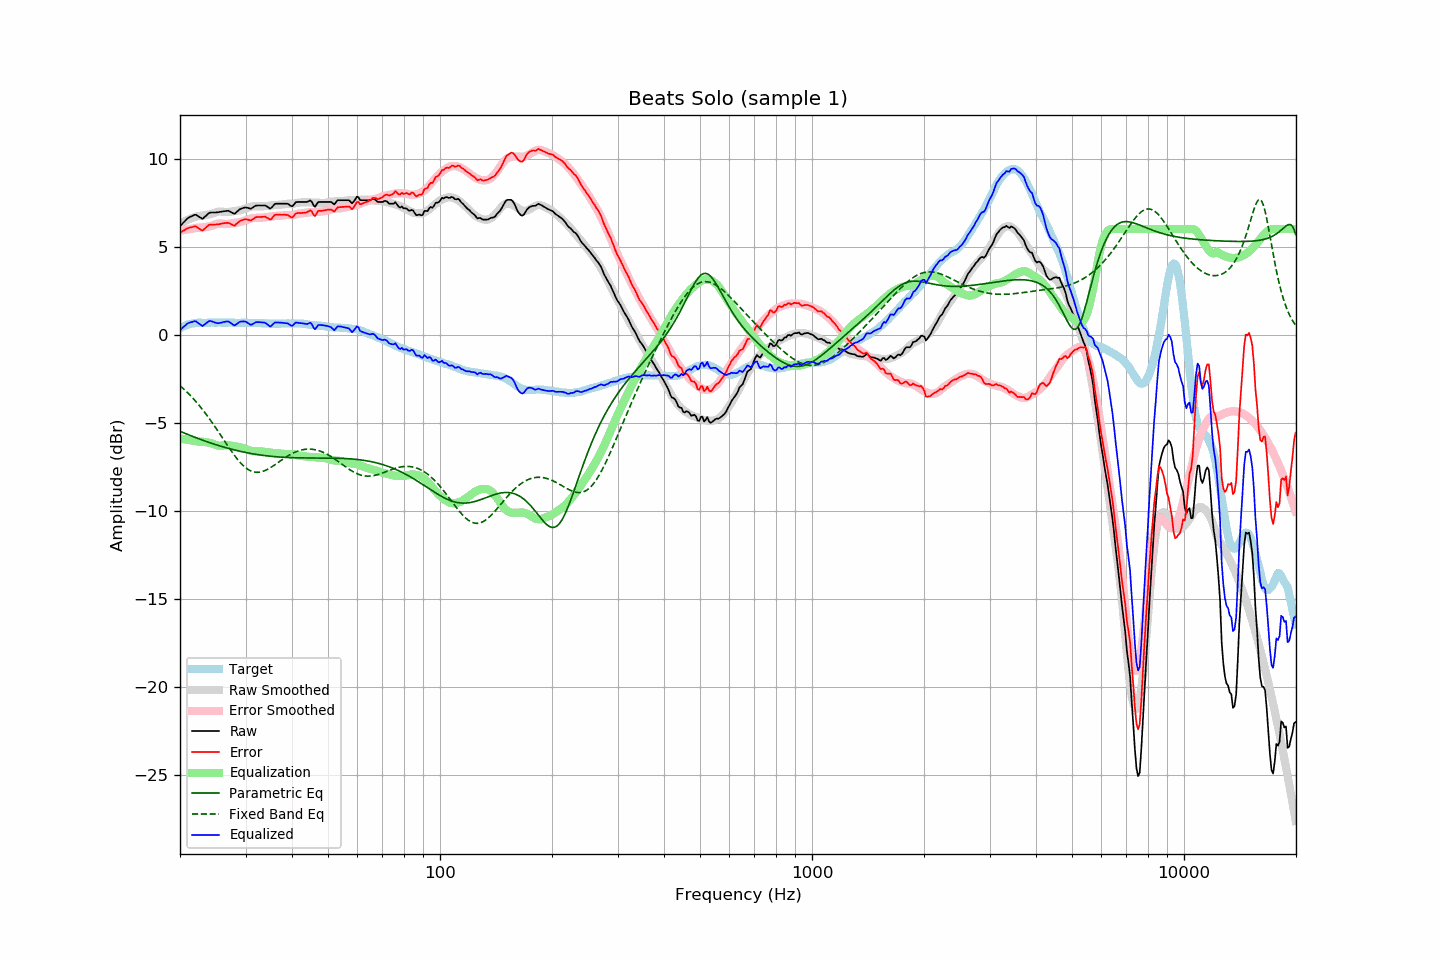 Beats Solo (sample 1)
10
5
0
−5
−10
−15
−20
−25
Amplitude (dBr)
Target
Raw Smoothed
Error Smoothed
Raw
Error
Equalization
Parametric Eq
Fixed Band Eq
Equalized
100 1000 10000
Frequency (Hz)